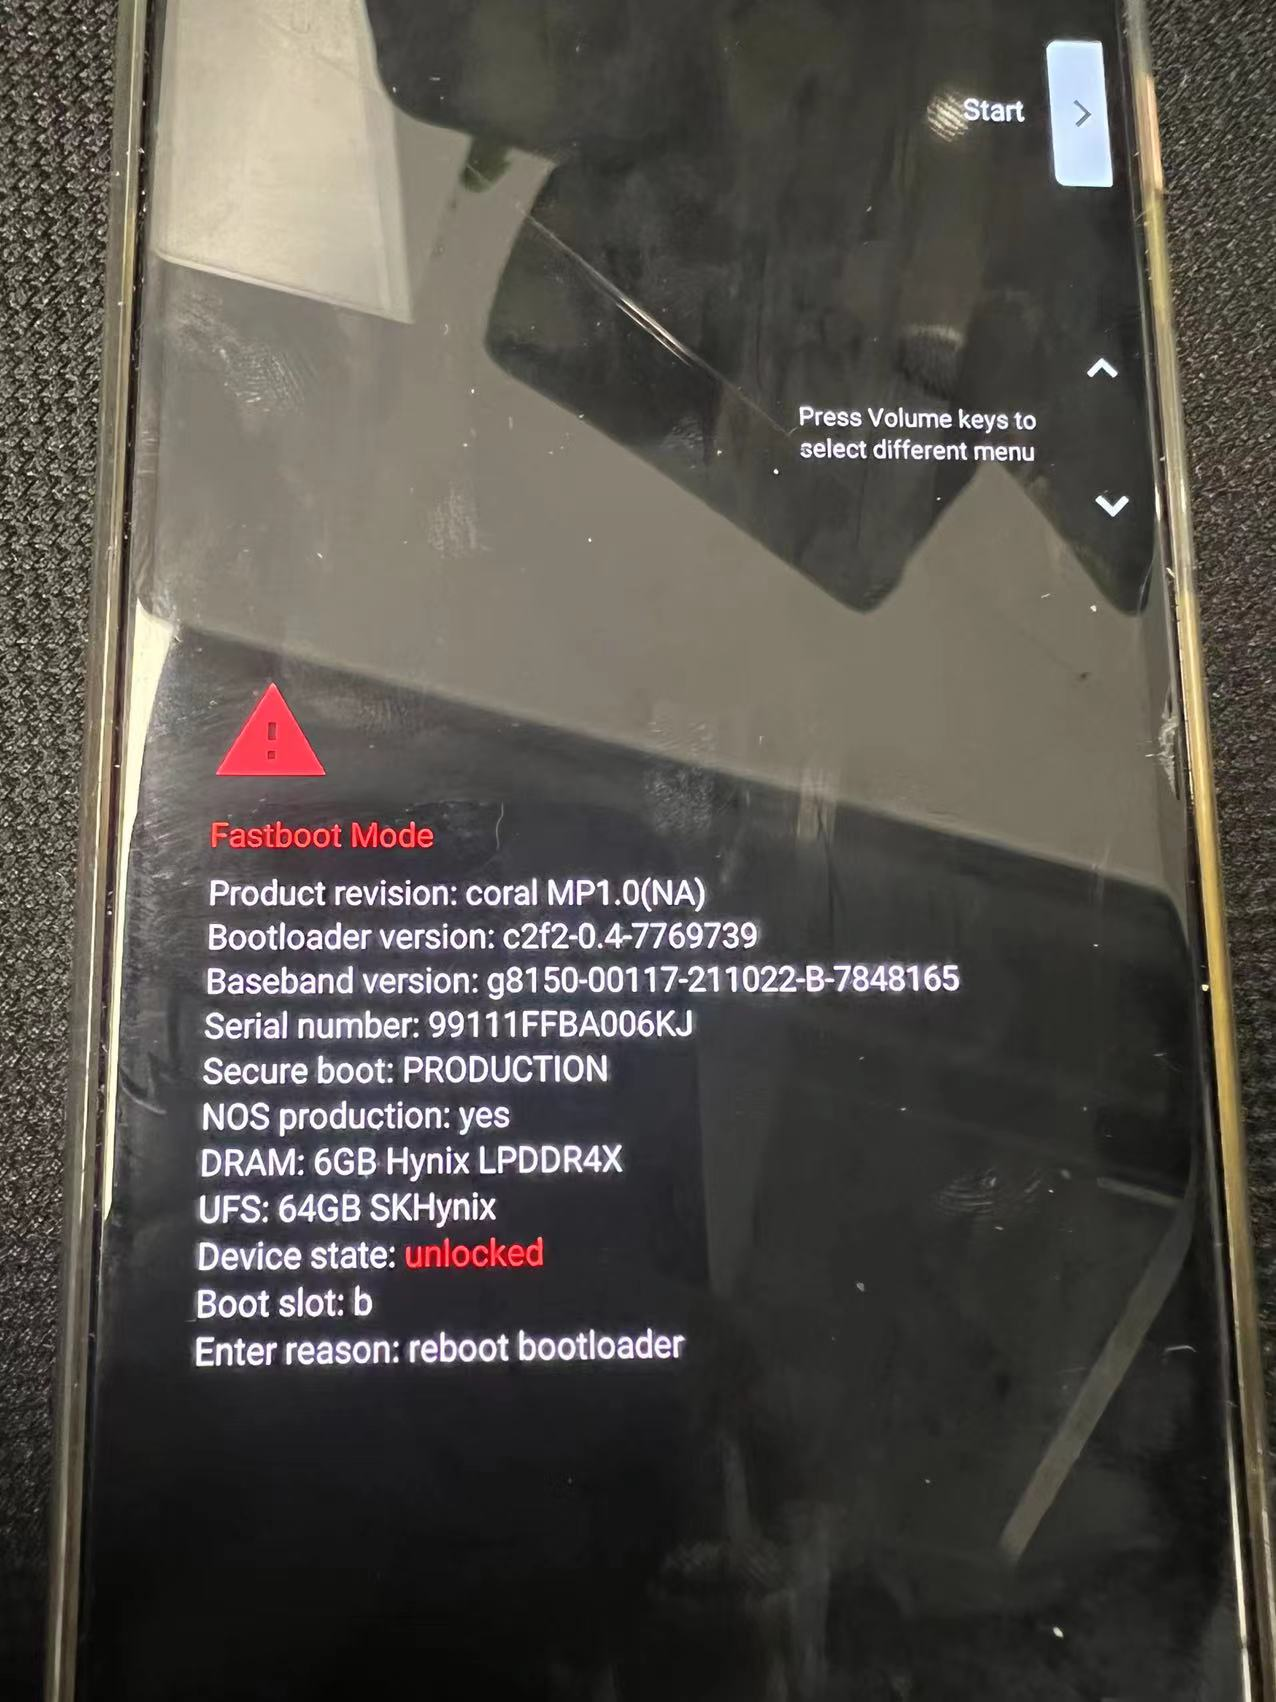 Start
Press Volume keys to
select different menu
Fastboot Mode
Product revision: coral MP1.0(NA)
Bootloader version: c2f2-0.4-7769739
Baseband version: g8150-00117-211022-B-7848165
Serial number: 99111FFBA006KJ
Secure boot: PRODUCTION
NOS production: yes
DRAM: 6GB Hynix LPDDR4X
UFS: 64GB SKHynix
Device state: unlocked
Boot slot: b
Enter reason: reboot bootloader